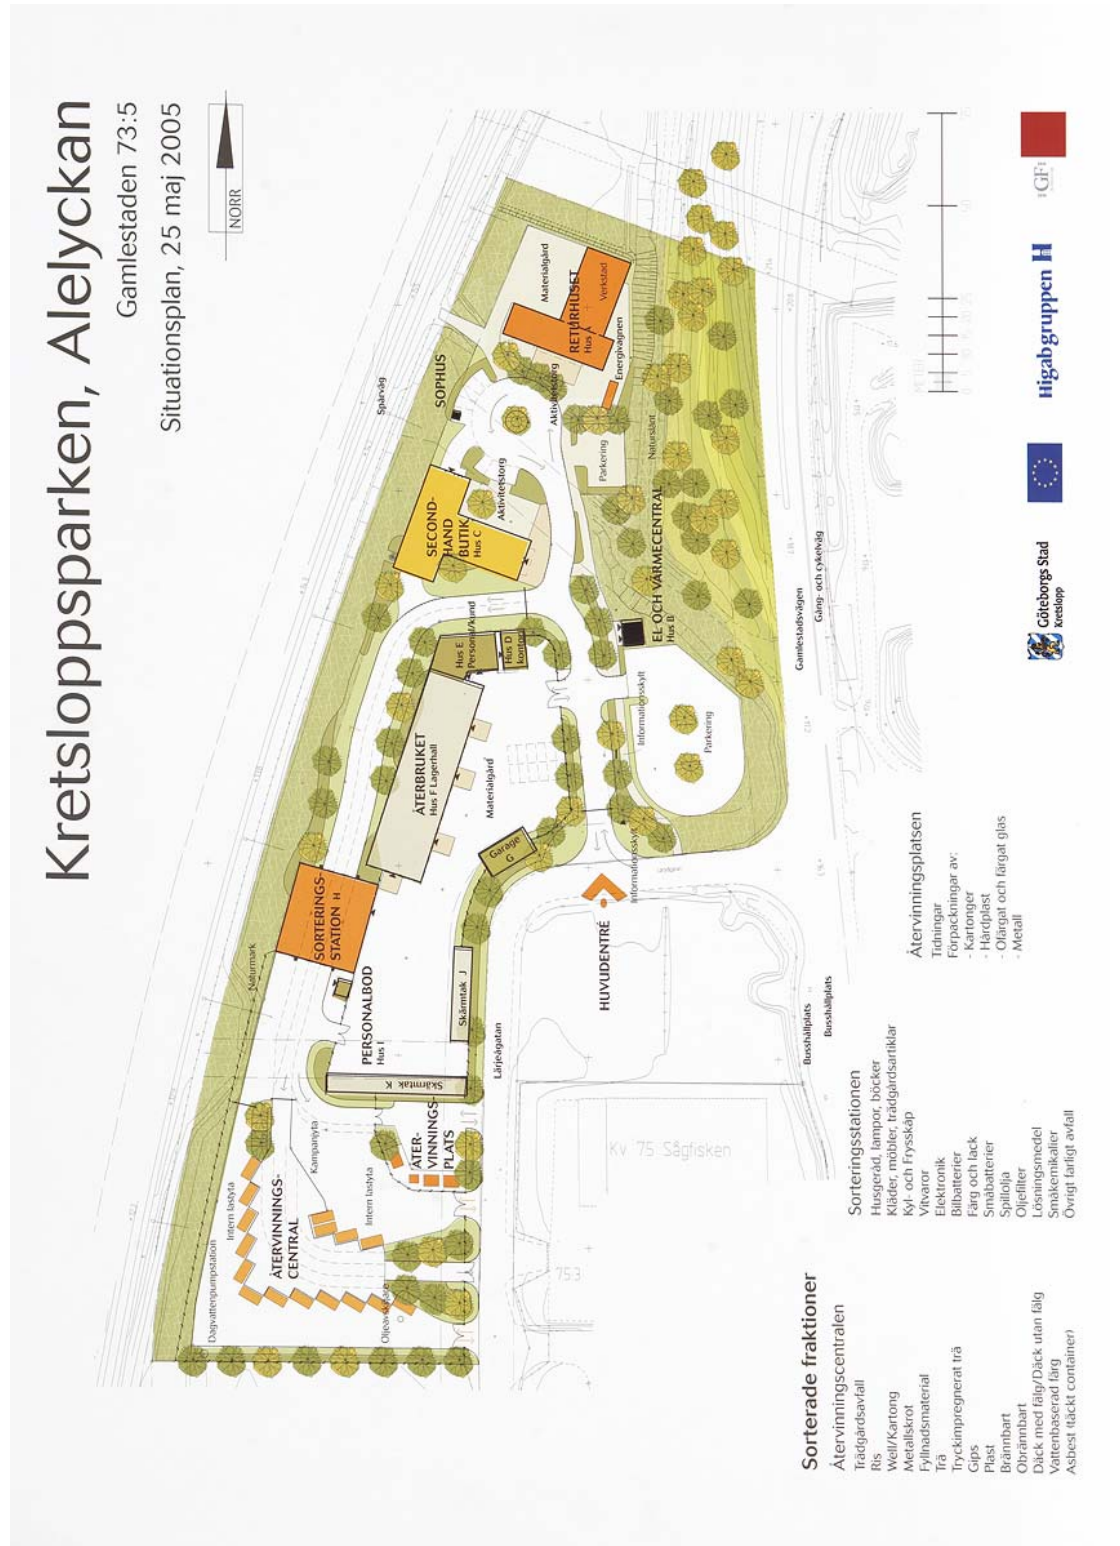 Kretsloppsparken, Alelyckan
Gamlestaden 73:5
Situationsplan, 25 maj 2005
NORR
Spårväg
SOPHUS
Materialgård
RETURHUSET
Hus A
Verkstad
Energivagnen
Aktivitetstorg
SECOND-
HAND
BUTIK
Hus C
Aktivitetstorg
Parkering
Naturslänt
EL OCH VÄRMECENTRAL
Hus B
Gamlestadsvägen
Gång- och cykelväg
Hus E
Personal/kund
Hus D
kontor
Informationsskylt
Parkering
ÅTERBRUKET
Hus F Lagerhall
Materialgård
Garage
G
Informationsskylt
HUVUDENTRÉ
SORTERINGS-
STATION H
Naturmark
PERSONALBOD
Hus I
Skärmtak J
Skärmtak K
Lärjeågatan
Busshållplats
Busshållplats
Kampanjyta
ÅTER-
VINNINGS-
PLATS
Intern lastyta
Intern lastyta
ÅTERVINNINGS-
CENTRAL
Dagvattenpumpstation
Kv 75 Sågfisken
75:3
Sorterade fraktioner
Återvinningscentralen
Trädgårdsavfall
Ris
Well/Kartong
Metallskrot
Fyllnadsmaterial
Trä
Tryckimpregnerat trä
Gips
Plast
Brännbart
Obrännbart
Däck med fälg/Däck utan fälg
Vattenbaserad färg
Asbest (täckt container)
Sorteringsstationen
Husgeråd, lampor, böcker
Kläder, möbler, trädgårdsartiklar
Kyl- och Frysskåp
Vitvaror
Elektronik
Bilbatterier
Färg och lack
Småbatterier
Spillolja
Oljefilter
Lösningsmedel
Småkemikalier
Övrigt farligt avfall
Återvinningsplatsen
Tidningar
Förpackningar av:
- Kartonger
- Hårdplast
- Ofärgat och färgat glas
- Metall
Göteborgs Stad
Kretslopp
Higabgruppen H
GF